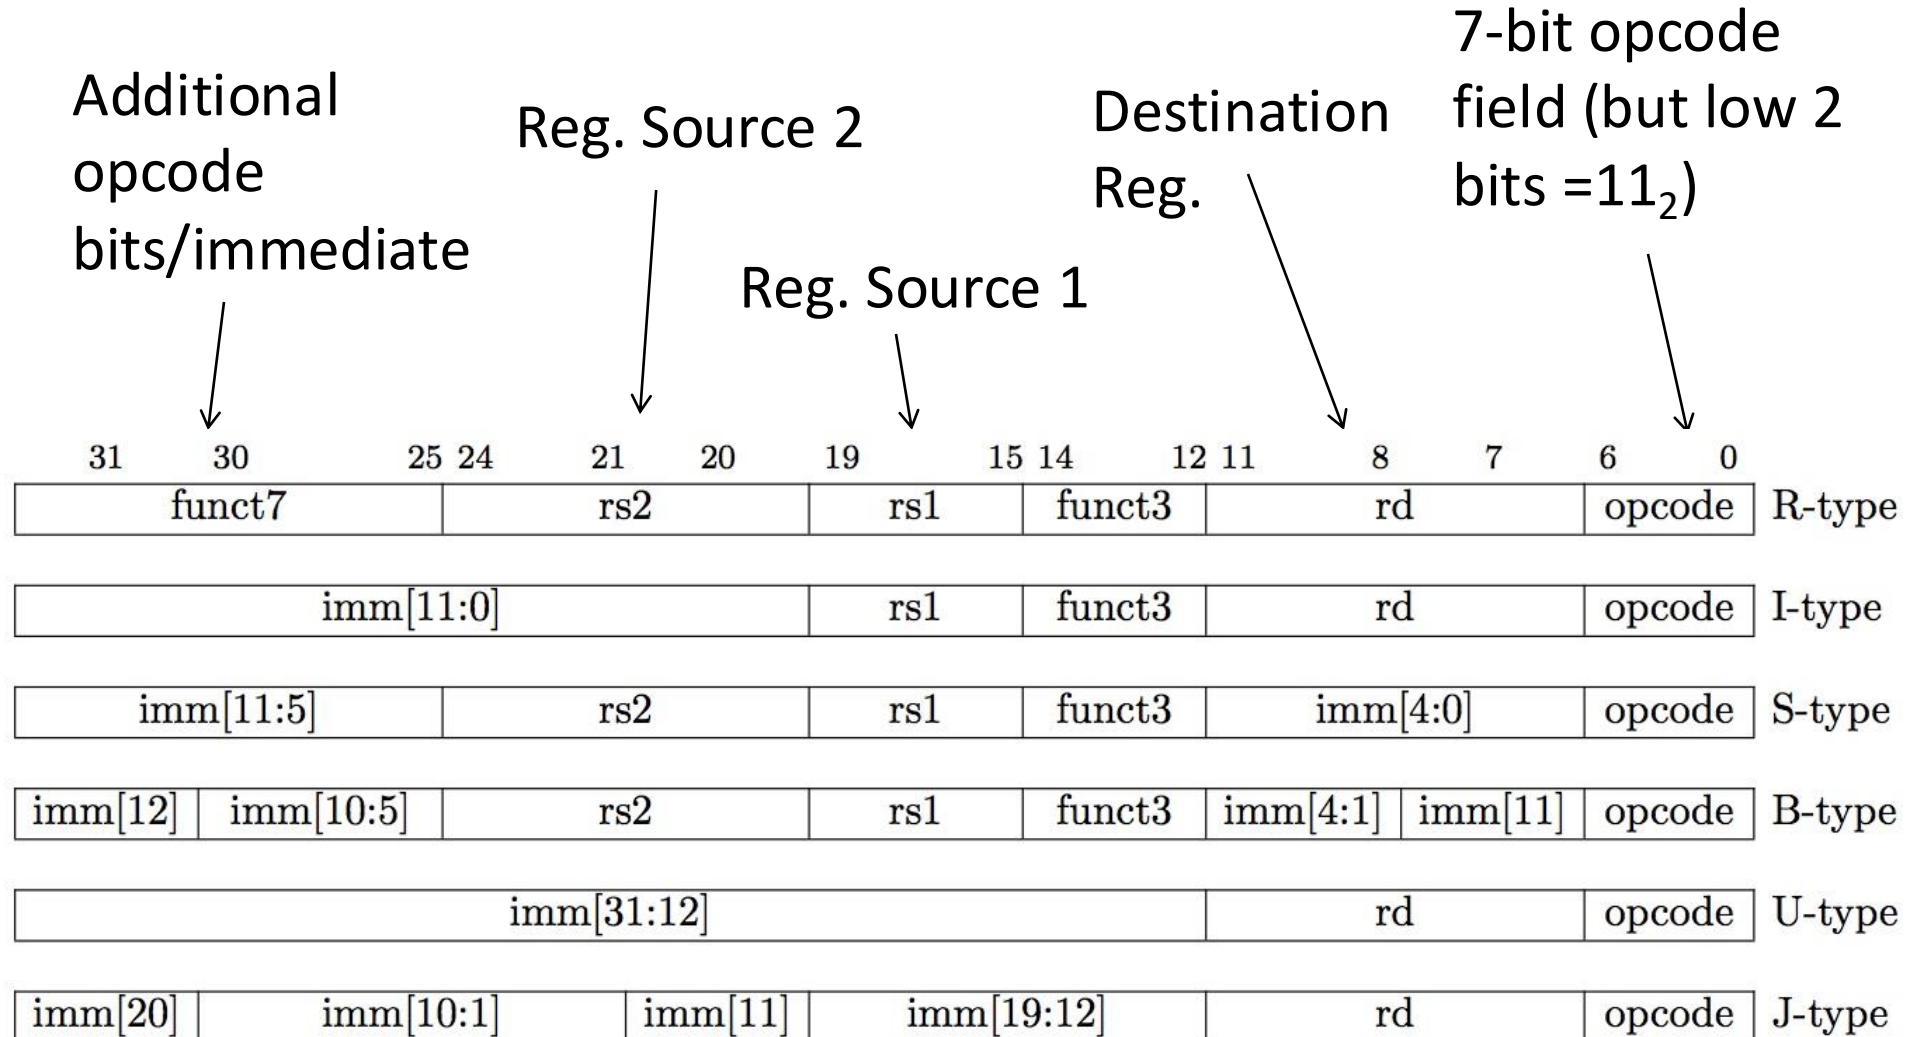 Additional
opcode
bits/immediate
Reg. Source 2
Reg. Source 1
Destination
Reg.
7-bit opcode
field (but low 2
bits =11₂)
31 30 25 24 21 20 19 15 14 12 11 8 7 6 0
funct7 rs2 rs1 funct3 rd opcode R-type
imm[11:0] rs1 funct3 rd opcode I-type
imm[11:5] rs2 rs1 funct3 imm[4:0] opcode S-type
imm[12] imm[10:5] rs2 rs1 funct3 imm[4:1] imm[11] opcode B-type
imm[31:12] rd opcode U-type
imm[20] imm[10:1] imm[11] imm[19:12] rd opcode J-type